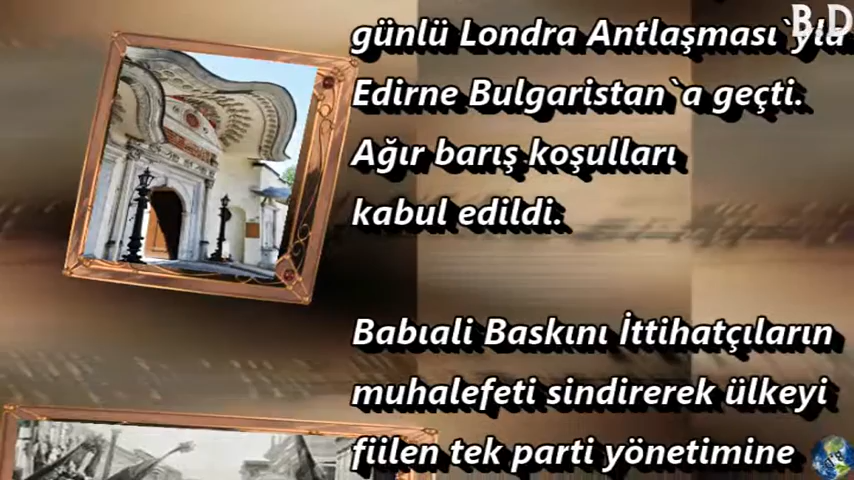 B.D
günlü Londra Antlaşması`yla
Edirne Bulgaristan`a geçti.
Ağır barış koşulları
kabul edildi.
Babıali Baskını İttihatçıların
muhalefeti sindirerek ülkeyi
fiilen tek parti yönetimine